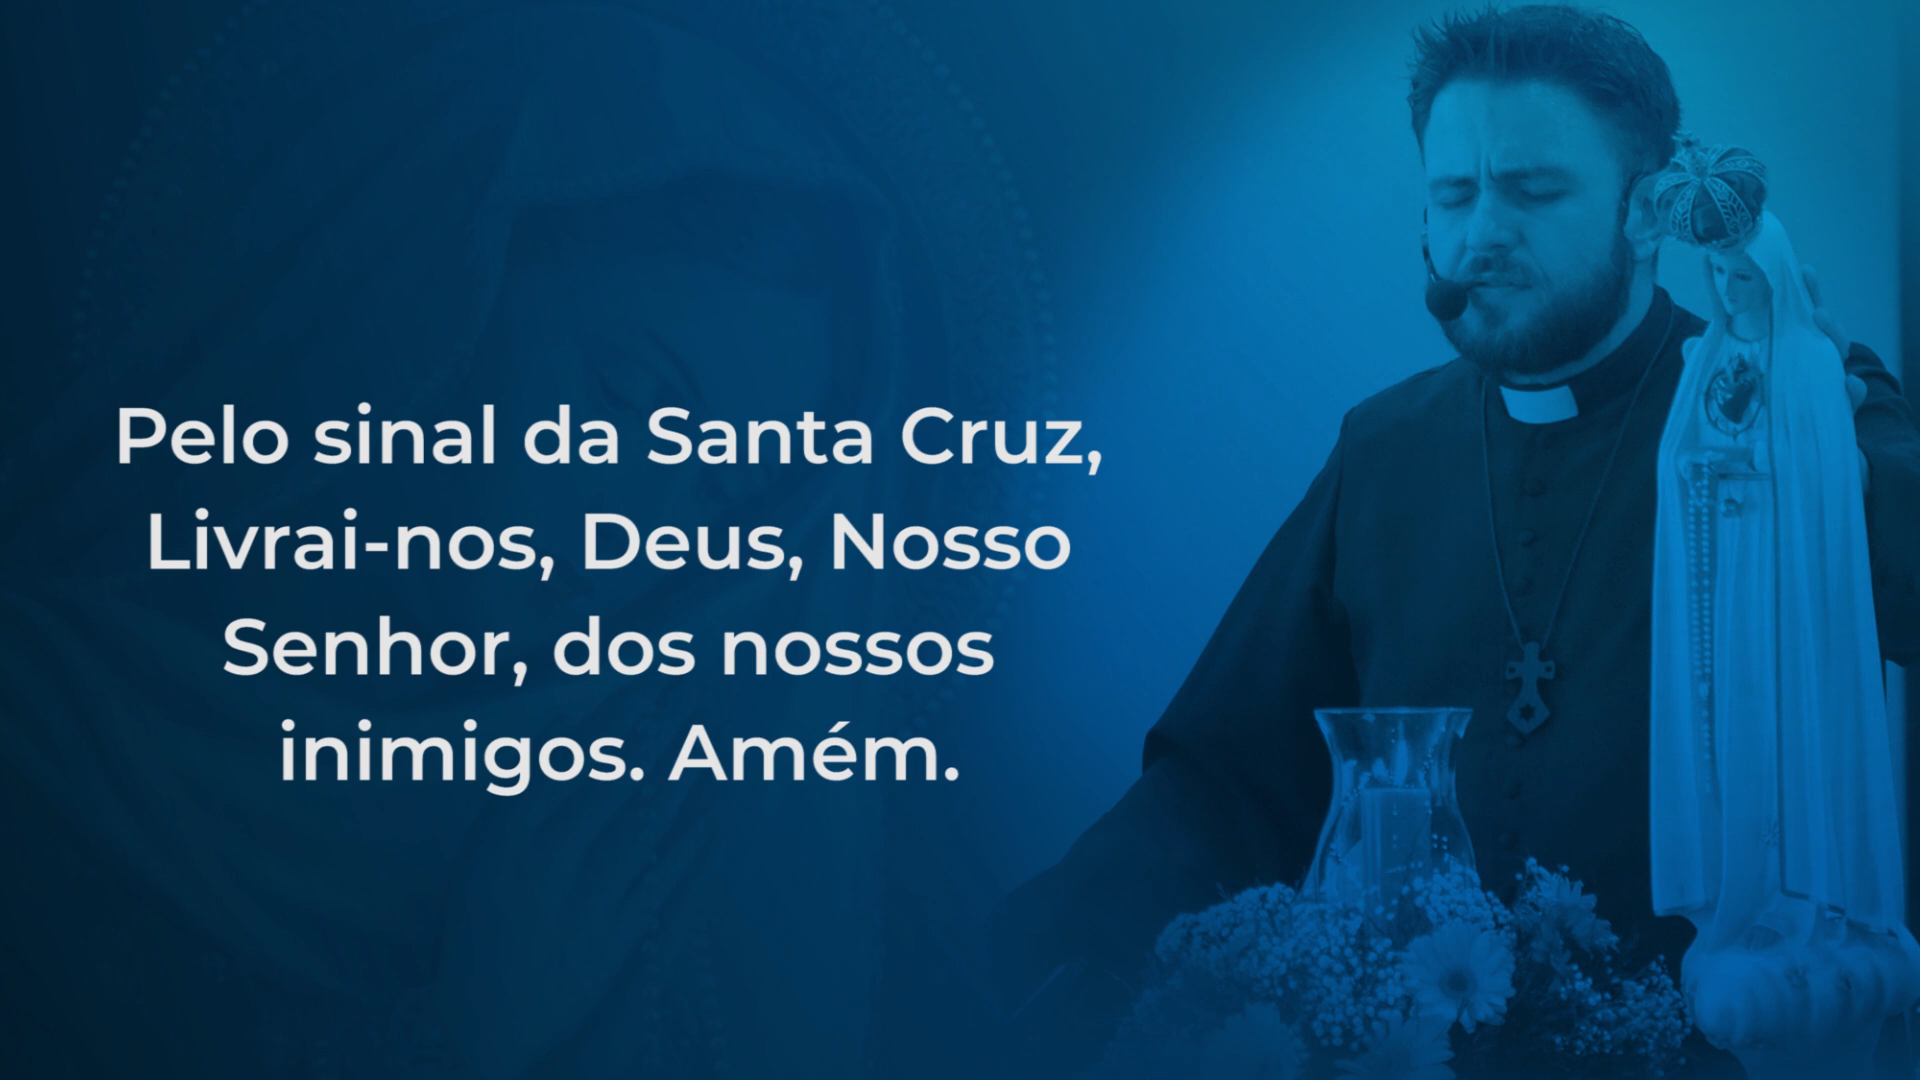 Pelo sinal da Santa Cruz,
Livrai-nos, Deus, Nosso
Senhor, dos nossos
inimigos. Amém.